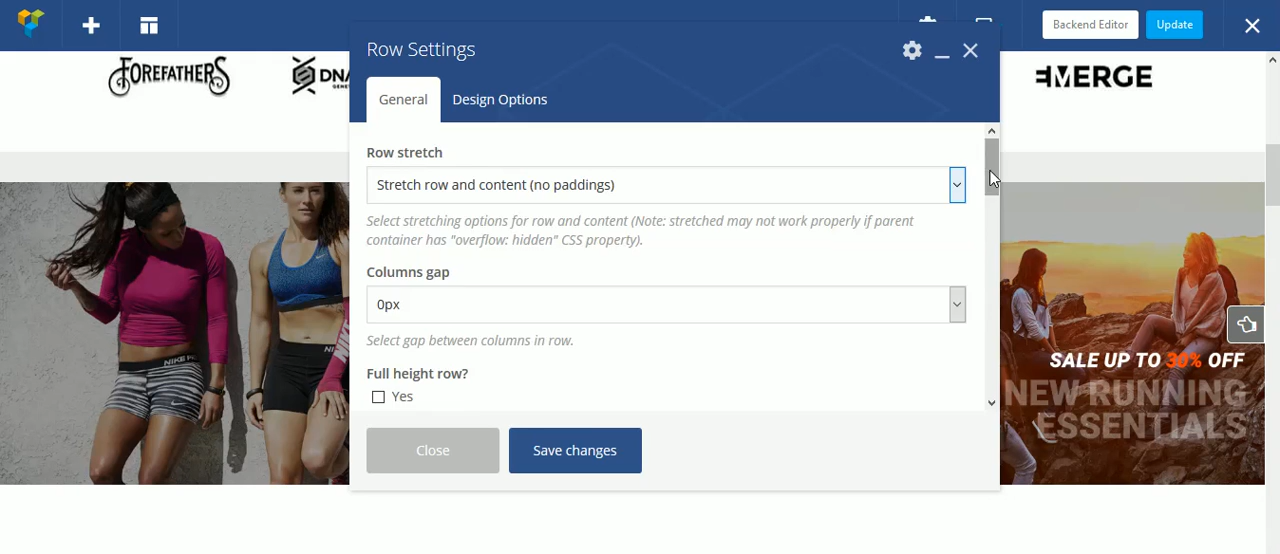 Backend Editor
Update
Row Settings
FOREFATHERS
DNA
EMERGE
General
Design Options
Row stretch
Stretch row and content (no paddings)
Select stretching options for row and content (Note: stretched may not work properly if parent
container has "overflow: hidden" CSS property).
Columns gap
0px
Select gap between columns in row.
Full height row?
Yes
NIKE PRO
SALE UP TO 30% OFF
NEW RUNNING
ESSENTIALS
Close
Save changes